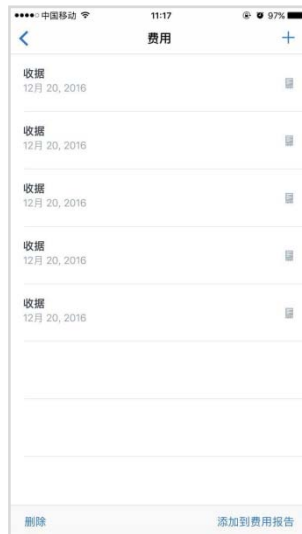 中国移动 11:17 97%
费用
收据
12月 20, 2016
收据
12月 20, 2016
收据
12月 20, 2016
收据
12月 20, 2016
收据
12月 20, 2016
删除 添加到费用报告